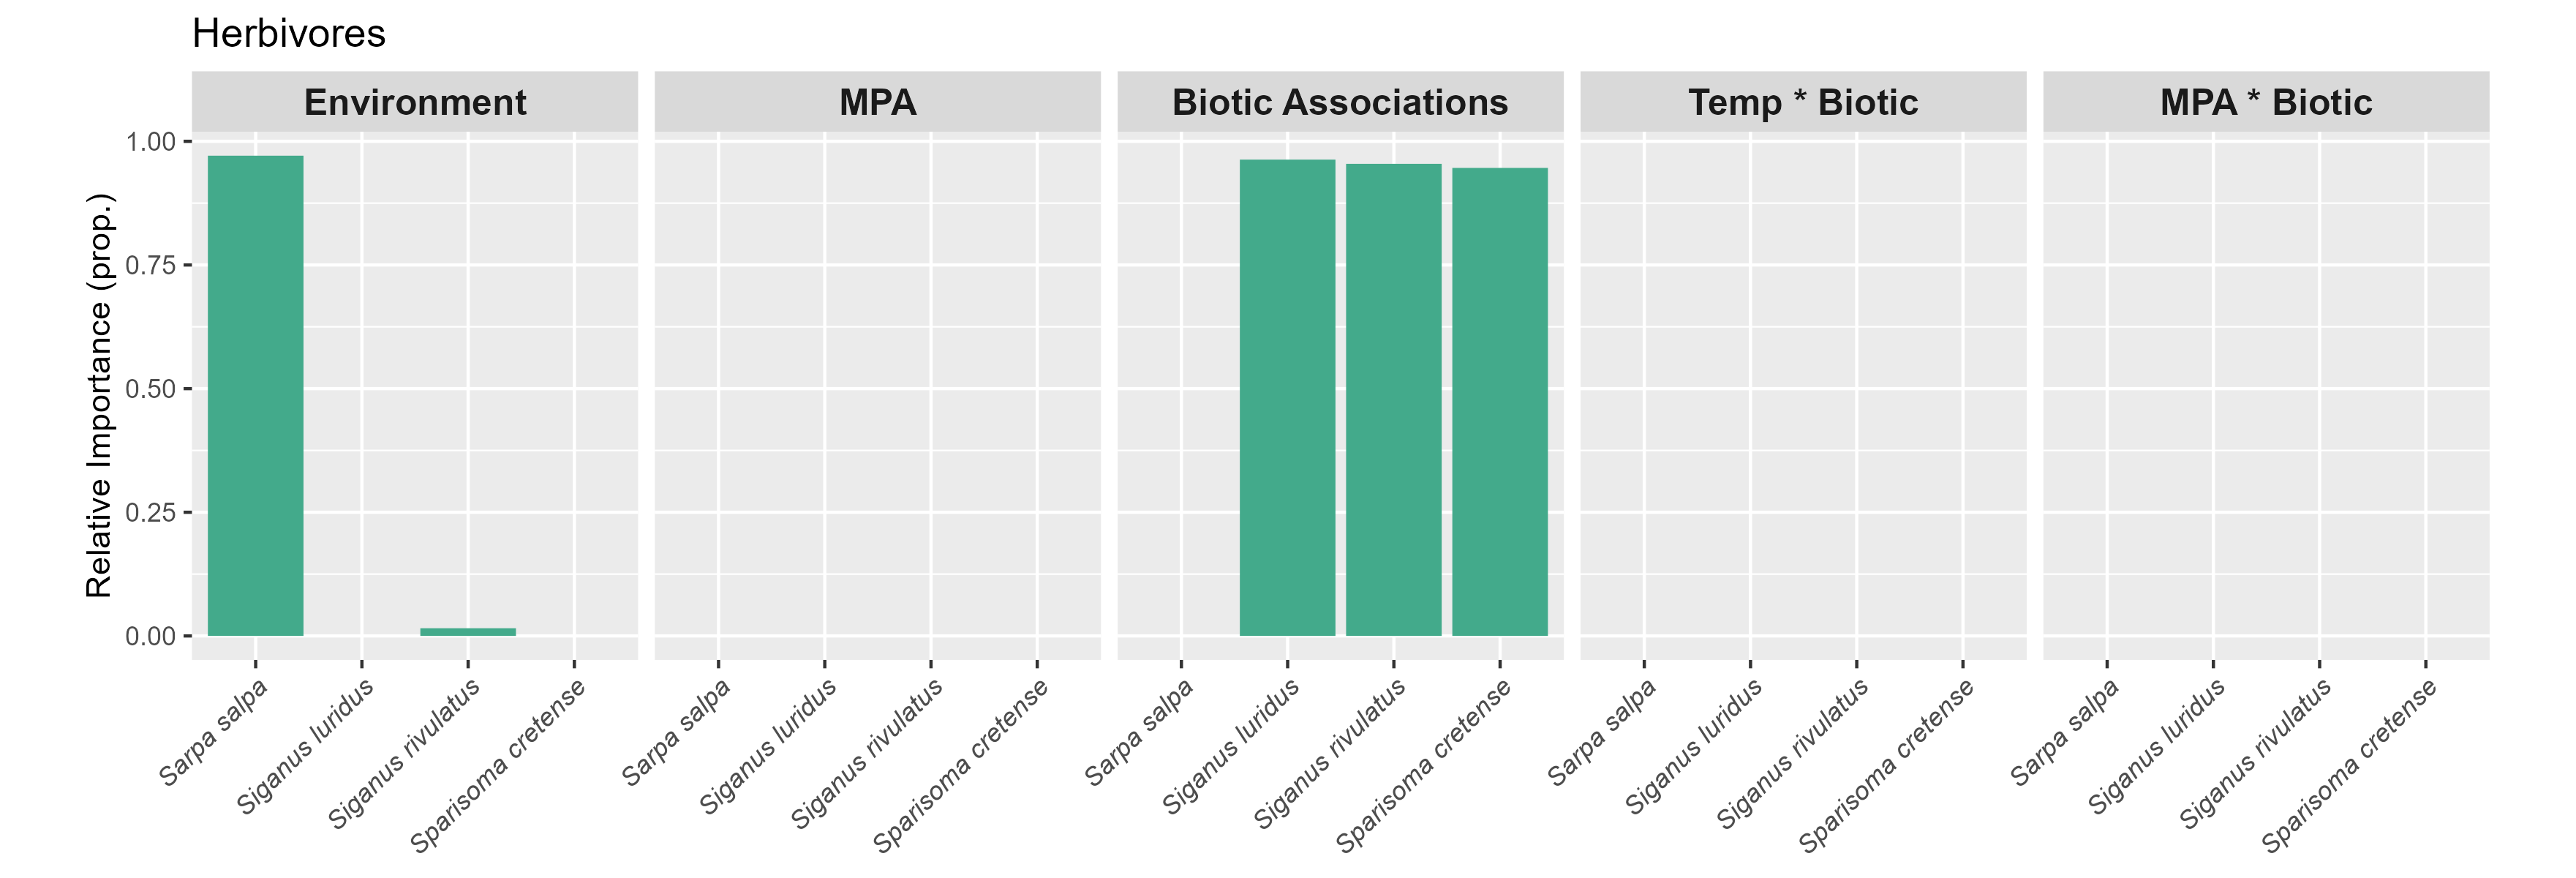 Herbivores
Environment MPA Biotic Associations Temp * Biotic MPA * Biotic
Relative Importance (prop.)
1.00
0.75
0.50
0.25
0.00
Sarpa salpa Siganus luridus Siganus rivulatus Sparisoma cretense Sarpa salpa Siganus luridus Siganus rivulatus Sparisoma cretense Sarpa salpa Siganus luridus Siganus rivulatus Sparisoma cretense Sarpa salpa Siganus luridus Siganus rivulatus Sparisoma cretense Sarpa salpa Siganus luridus Siganus rivulatus Sparisoma cretense